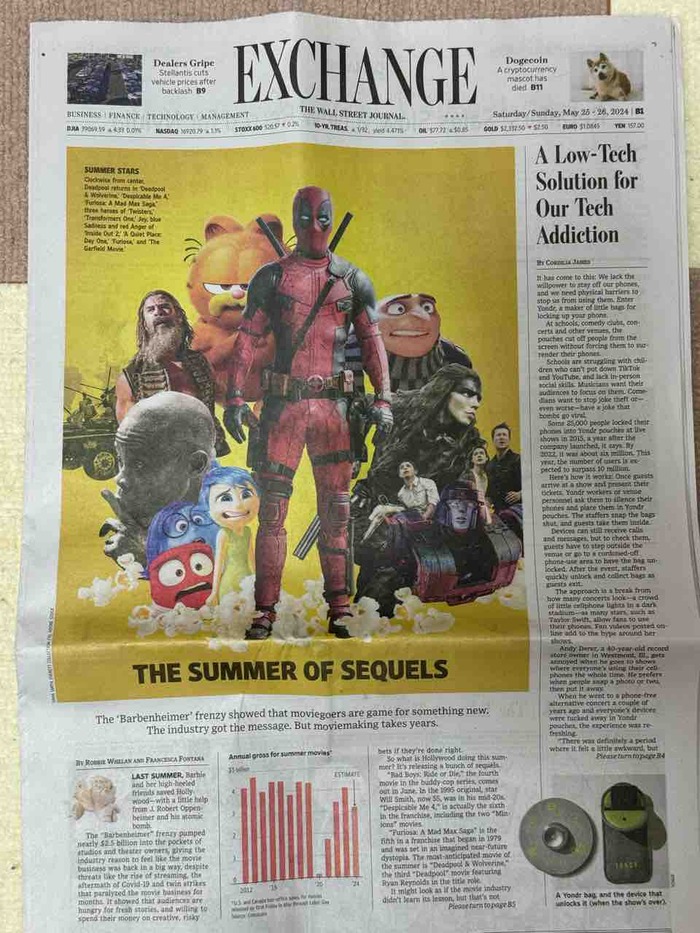 Dealers Gripe
Stellantis cuts
vehicle prices after
backlash B9
EXCHANGE
THE WALL STREET JOURNAL.
Dogecoin
A cryptocurrency
mascot has
died B11
BUSINESS | FINANCE | TECHNOLOGY | MANAGEMENT
* * * *
Saturday/Sunday, May 25 - 26, 2024 | B1
DJIA 39069.59 ▲ 4.33 0.01% NASDAQ 16920.79 ▲ 1.1% STOXX 600 520.57 ▼ 0.2% 10-YR. TREAS. ▲ 1/32, yield 4.473% OIL $77.72 ▲ $0.85 GOLD $2,332.50 ▼ $2.50 EURO $1.0845 YEN 157.00
SUMMER STARS
Clockwise from center,
Deadpool returns in 'Deadpool
& Wolverine,' 'Despicable Me 4,'
'Furiosa: A Mad Max Saga,'
three heroes of 'Twisters,'
'Transformers One,' Joy, blue
Sadness and red Anger of
'Inside Out 2,' 'A Quiet Place:
Day One,' 'Furiosa,' and 'The
Garfield Movie.'
THE SUMMER OF SEQUELS
The 'Barbenheimer' frenzy showed that moviegoers are game for something new.
The industry got the message. But moviemaking takes years.
BY ROBBIE WHELAN AND FRANCESCA FONTANA
LAST SUMMER, Barbie
and her high-heeled
friends saved Holly-
wood—with a little help
from J. Robert Oppen-
heimer and his atomic
bomb.
The "Barbenheimer" frenzy pumped
nearly $2.5 billion into the pockets of
studios and theater owners, giving the
industry reason to feel like the movie
business was back in a big way, despite
threats like the rise of streaming, the
aftermath of Covid-19 and twin strikes
that paralyzed the movie business for
months. It showed that audiences are
hungry for fresh stories, and willing to
spend their money on creative, risky
Annual gross for summer movies*
$5 billion
ESTIMATE
4
3
2
1
0
2012
'15
'20
'24
*U.S. and Canada box-office sales for movies
released by first Friday in May through Labor Day
Source: Comscore
bets if they're done right.
So what is Hollywood doing this sum-
mer? It's releasing a bunch of sequels.
"Bad Boys: Ride or Die," the fourth
movie in the buddy-cop series, comes
out in June. In the 1995 original, star
Will Smith, now 55, was in his mid-20s.
"Despicable Me 4," is actually the sixth
in the franchise, including the two "Min-
ions" movies.
"Furiosa: A Mad Max Saga" is the
fifth in a franchise that began in 1979
and was set in an imagined near-future
dystopia. The most-anticipated movie of
the summer is "Deadpool & Wolverine,"
the third "Deadpool" movie featuring
Ryan Reynolds in the title role.
It might look as if the movie industry
didn't learn its lesson, but that's not
Please turn to page B5
A Low-Tech
Solution for
Our Tech
Addiction
BY CORDILIA JAMES
It has come to this: We lack the
willpower to stay off our phones,
and we need physical barriers to
stop us from using them. Enter
Yondr, a maker of little bags for
locking up your phone.
At schools, comedy clubs, con-
certs and other venues, the
pouches cut off people from the
screen without forcing them to sur-
render their phones.
Schools are struggling with chil-
dren who can't put down TikTok
and YouTube, and lack in-person
social skills. Musicians want their
audiences to focus on them. Come-
dians want to stop joke theft or—
even worse—have a joke that
bombs go viral.
Some 25,000 people locked their
phones into Yondr pouches at live
shows in 2015, a year after the
company launched, it says. By
2022, it was about six million. This
year, the number of users is ex-
pected to surpass 10 million.
Here's how it works: Once guests
arrive at a show and present their
tickets, Yondr workers or venue
personnel ask them to silence their
phones and place them in Yondr
pouches. The staffers snap the bags
shut, and guests take them inside.
Devices can still receive calls
and messages, but to check them,
guests have to step outside the
venue or go to a cordoned-off
phone-use area to have the bag un-
locked. After the event, staffers
quickly unlock and collect bags as
guests exit.
The approach is a break from
how many concerts look—a crowd
of little cellphone lights in a dark
stadium—as many stars, such as
Taylor Swift, allow fans to use
their phones. Fan videos posted on-
line add to the hype around her
shows.
Andy Derer, a 40-year-old record
store owner in Westmont, Ill., gets
annoyed when he goes to shows
where everyone's using their cell-
phones the whole time. He prefers
when people snap a photo or two,
then put it away.
When he went to a phone-free
alternative concert a couple of
years ago and everyone's devices
were tucked away in Yondr
pouches, the experience was re-
freshing.
"There was definitely a period
where it felt a little awkward, but
Please turn to page B4
YONDR
A Yondr bag, and the device that
unlocks it (when the show's over).